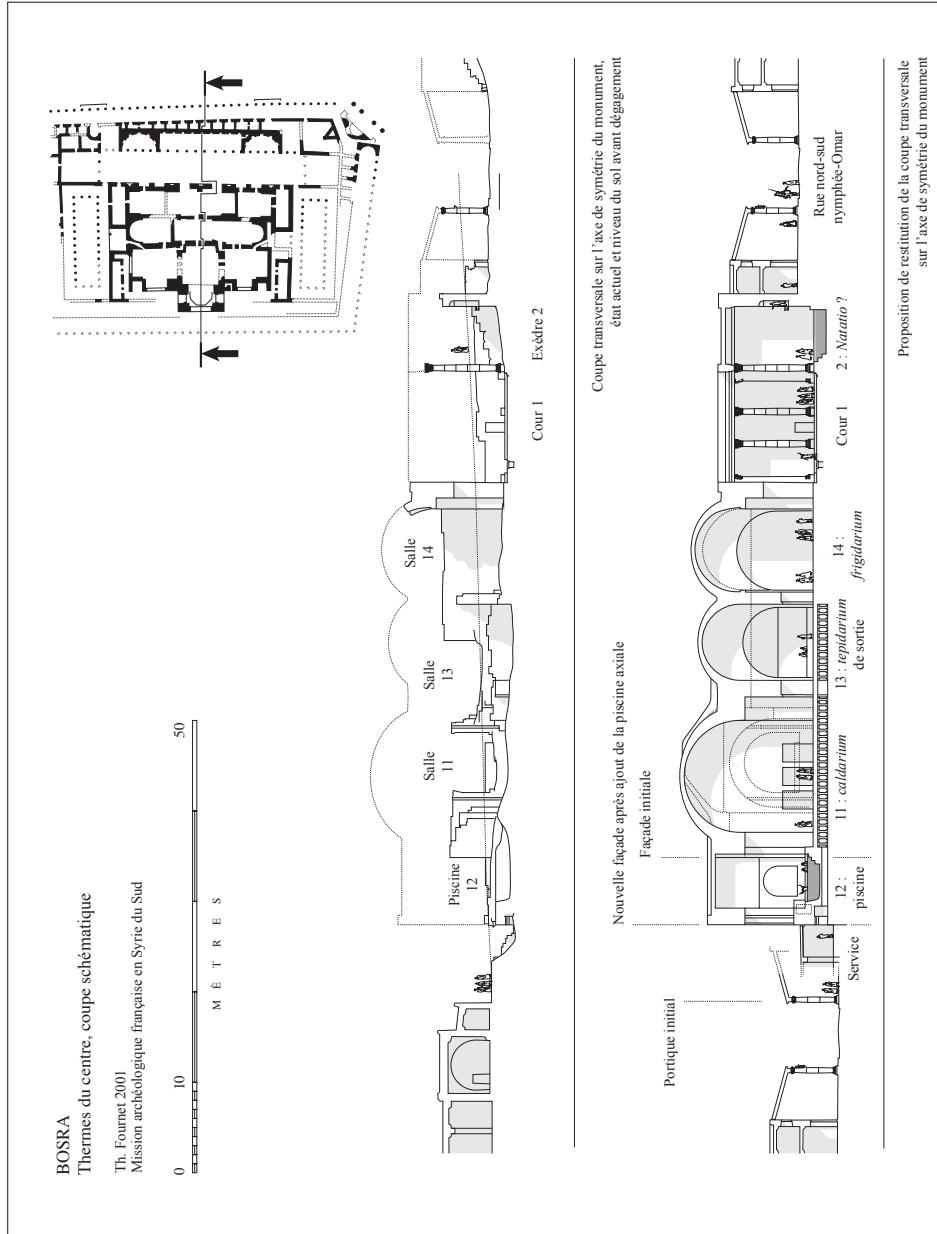 BOSRA
Thermes du centre, coupe schématique
Th. Fournet 2001
Mission archéologique française en Syrie du Sud
0
10
50
M È T R E S
Piscine
12
Salle
11
Salle
13
Salle
14
Cour 1
Exèdre 2
Coupe transversale sur l'axe de symétrie du monument,
état actuel et niveau du sol avant dégagement
Portique initial
Nouvelle façade après ajout de la piscine axiale
Façade initiale
Service
12 :
piscine
11 : caldarium
13 : tepidarium
de sortie
14 :
frigidarium
Cour 1
2 : Natatio ?
Rue nord-sud
nymphée-Omar
Proposition de restitution de la coupe transversale
sur l'axe de symétrie du monument